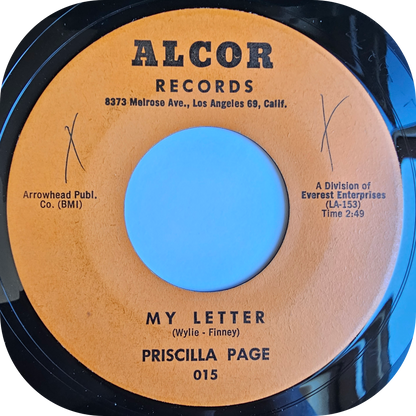 ALCOR
RECORDS
8373 Melrose Ave., Los Angeles 69, Calif.
X
X
Arrowhead Publ.
Co. (BMI)
A Division of
Everest Enterprises
(LA-153)
Time 2:49
MY LETTER
(Wylie - Finney)
PRISCILLA PAGE
015